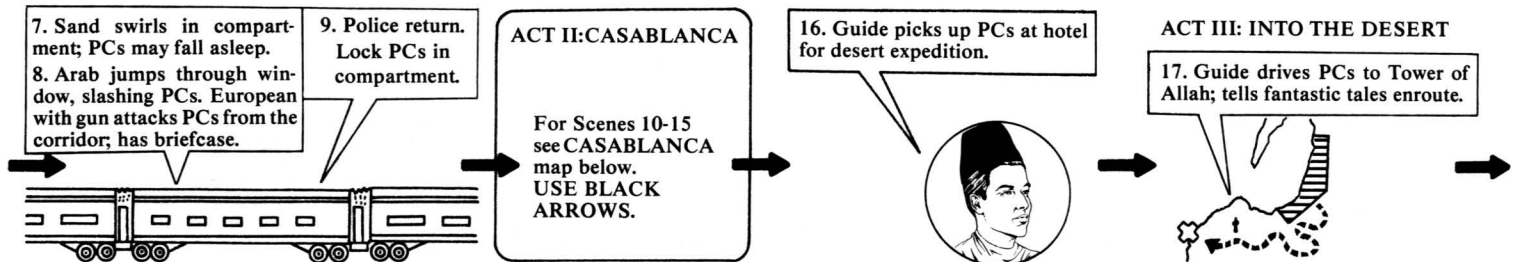 7. Sand swirls in compart-
ment; PCs may fall asleep.
8. Arab jumps through win-
dow, slashing PCs. European
with gun attacks PCs from the
corridor; has briefcase.
9. Police return.
Lock PCs in
compartment.
ACT II:CASABLANCA
For Scenes 10-15
see CASABLANCA
map below.
USE BLACK
ARROWS.
16. Guide picks up PCs at hotel
for desert expedition.
ACT III: INTO THE DESERT
17. Guide drives PCs to Tower of
Allah; tells fantastic tales enroute.